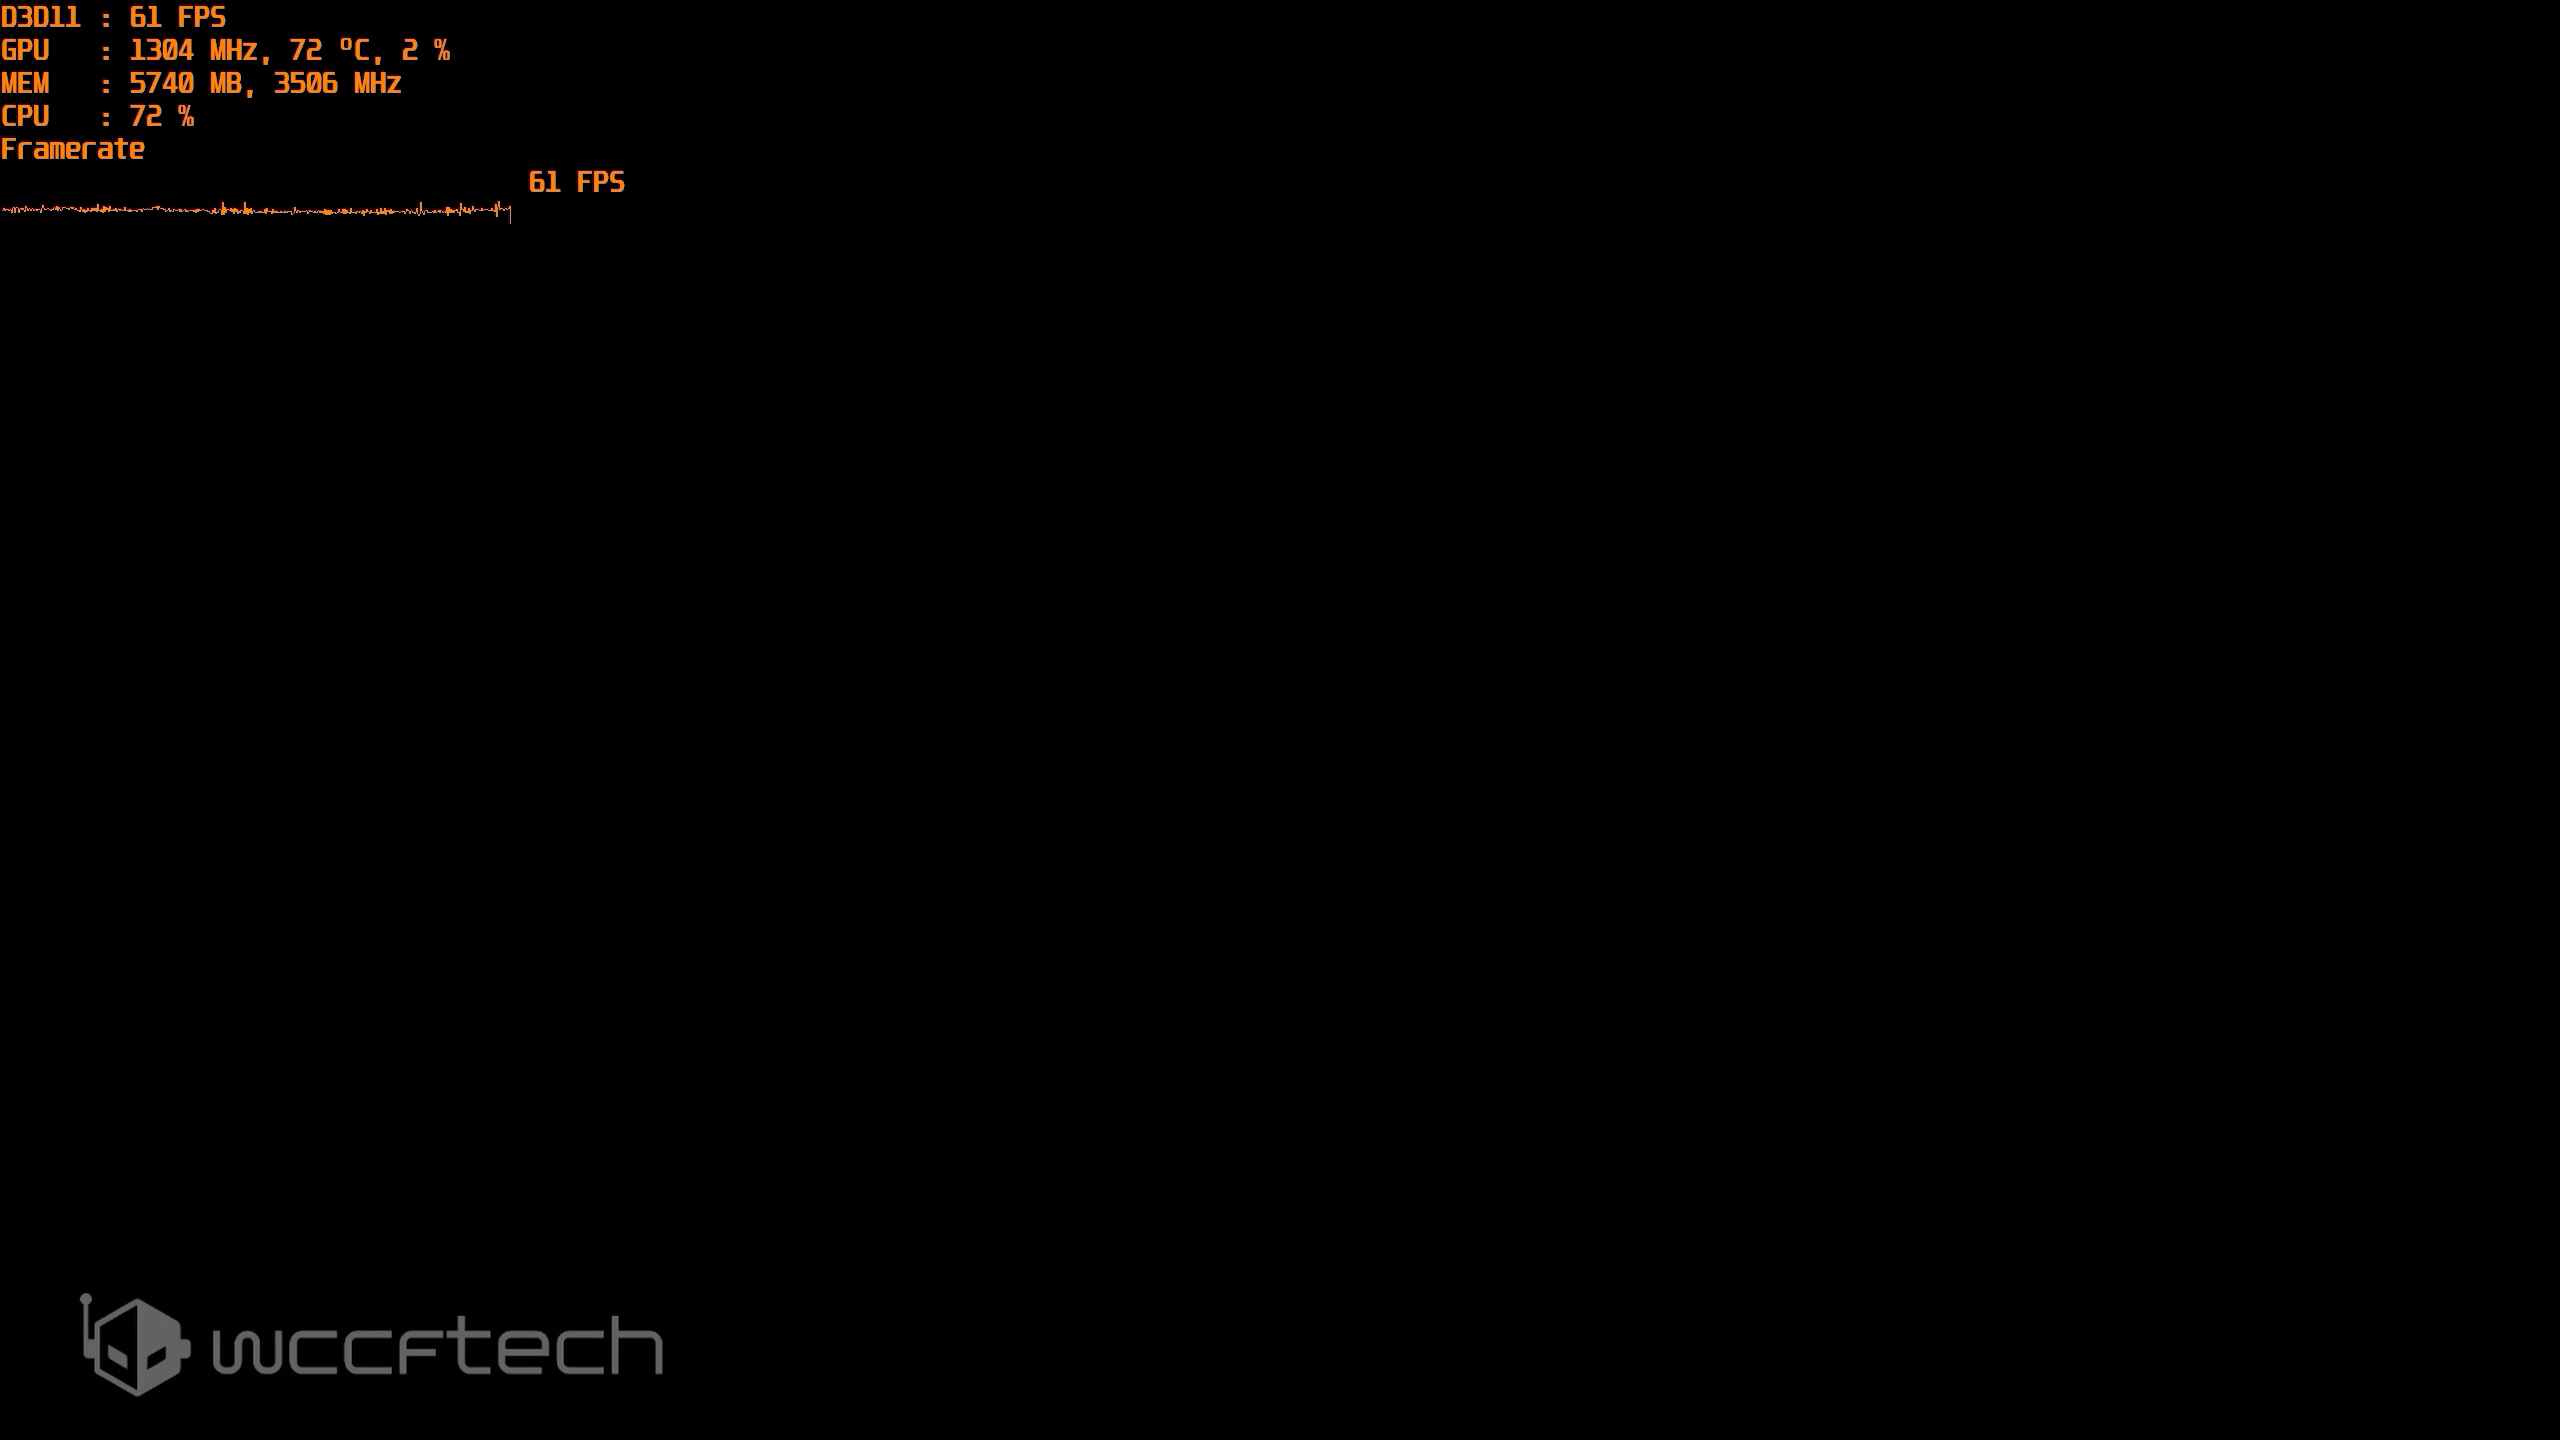 D3D11 : 61 FPS
GPU : 1304 MHz, 72 ºC, 2 %
MEM : 5740 MB, 3506 MHz
CPU : 72 %
Framerate
61 FPS
wccftech